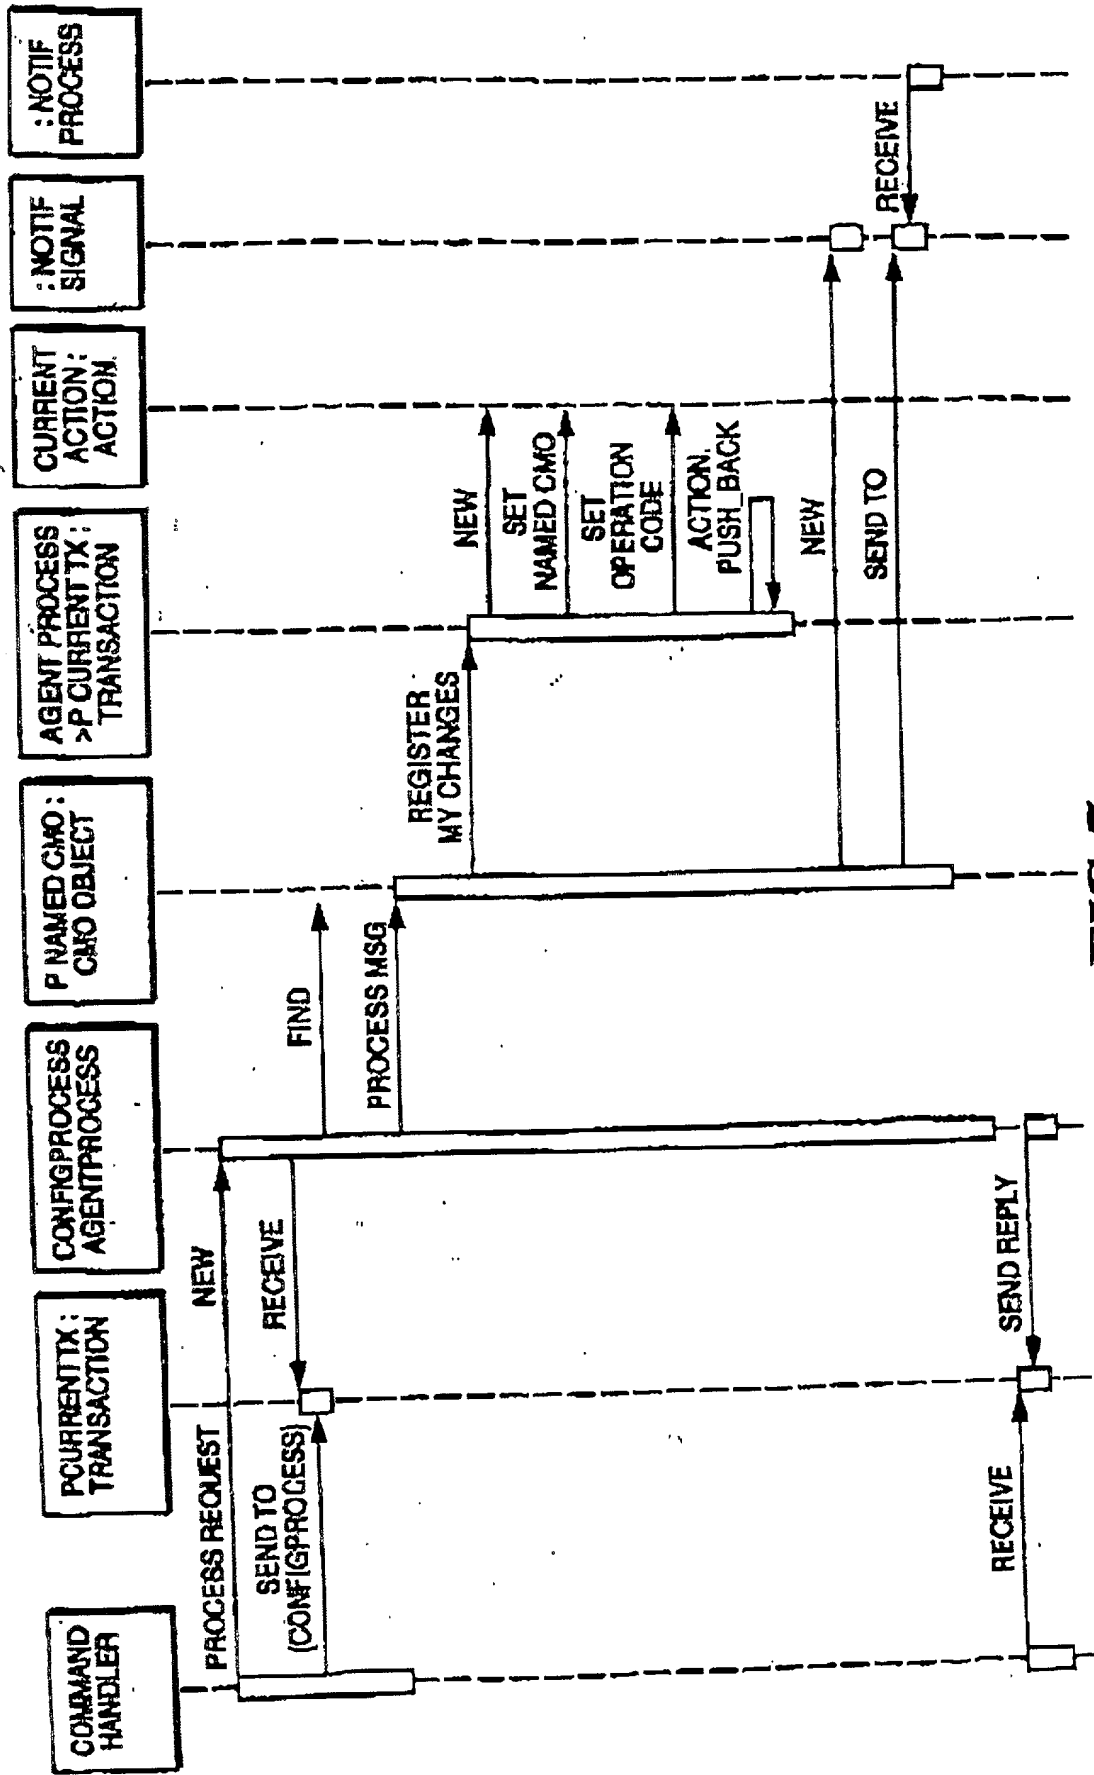 COMMAND
HANDLER
PCURRENTTX :
TRANSACTION
CONFIGPROCESS
AGENTPROCESS
P NAMED CMO :
CMO OBJECT
AGENT PROCESS
>P CURRENT TX :
TRANSACTION
CURRENT
ACTION :
ACTION
: NOTIF
SIGNAL
: NOTIF
PROCESS
PROCESS REQUEST
NEW
SEND TO
(CONFIGPROCESS)
RECEIVE
FIND
PROCESS MSG
REGISTER
MY CHANGES
NEW
SET
NAMED CMO
SET
OPERATION
CODE
ACTION.
PUSH_BACK
NEW
SEND TO
RECEIVE
RECEIVE
SEND REPLY